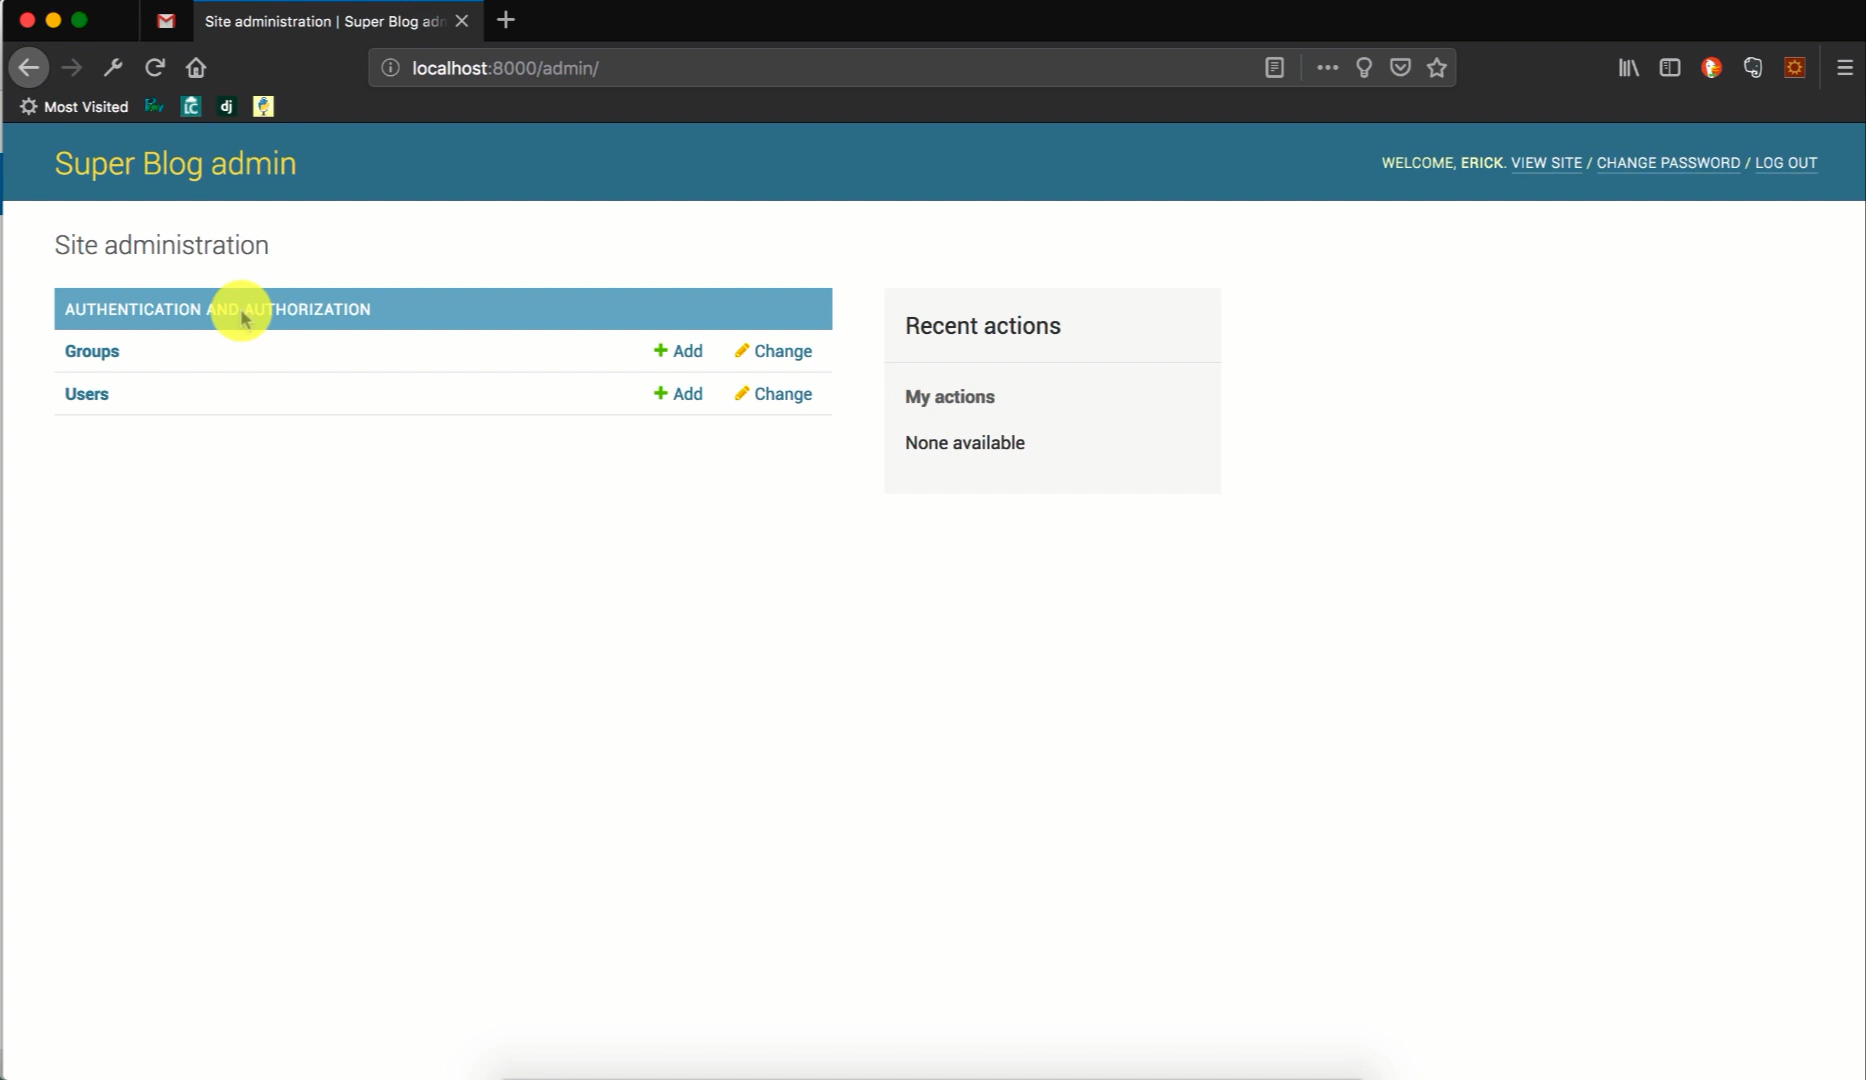 Site administration | Super Blog adm
localhost:8000/admin/
Most Visited
LC
dj
Super Blog admin
WELCOME, ERICK. VIEW SITE / CHANGE PASSWORD / LOG OUT
Site administration
AUTHENTICATION AND AUTHORIZATION
Groups
Add
Change
Users
Add
Change
Recent actions
My actions
None available